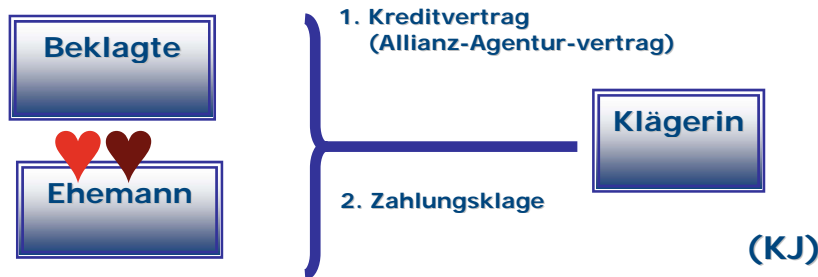 Beklagte
Ehemann
1. Kreditvertrag
(Allianz-Agentur-vertrag)
2. Zahlungsklage
Klägerin
(KJ)